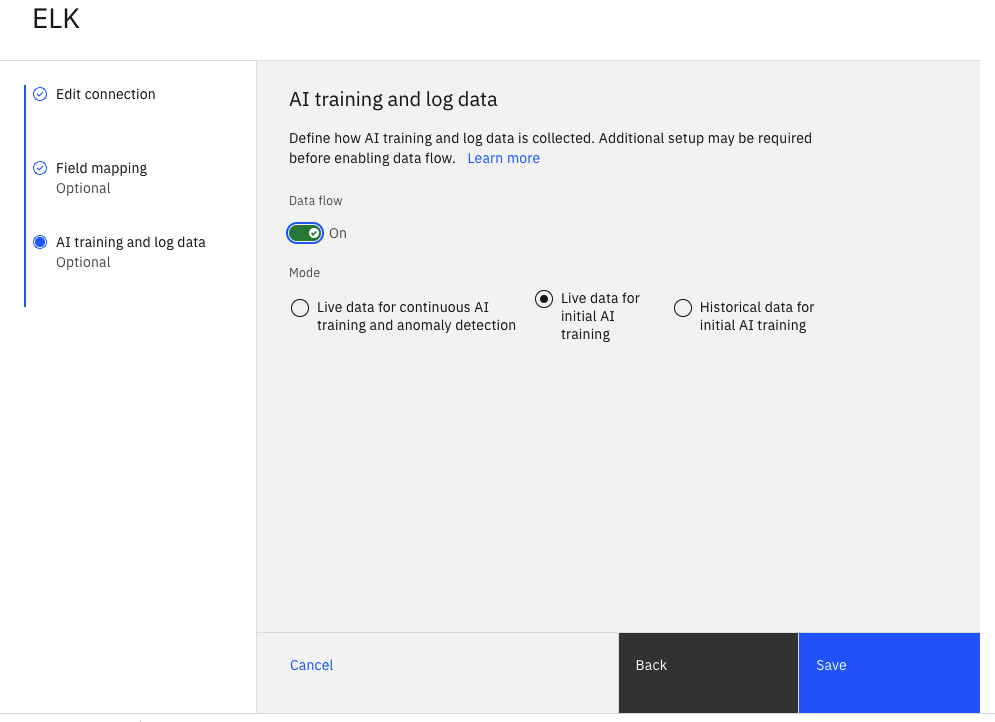 ELK
Edit connection
Field mapping
Optional
AI training and log data
Optional
AI training and log data
Define how AI training and log data is collected. Additional setup may be required
before enabling data flow. Learn more
Data flow
On
Mode
Live data for continuous AI
training and anomaly detection
Live data for
initial AI
training
Historical data for
initial AI training
Cancel
Back
Save